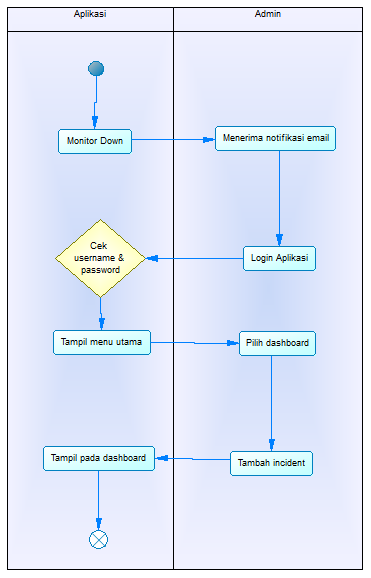 Aplikasi
Admin
Monitor Down
Menerima notifikasi email
Cek
username &
password
Login Aplikasi
Tampil menu utama
Pilih dashboard
Tampil pada dashboard
Tambah incident